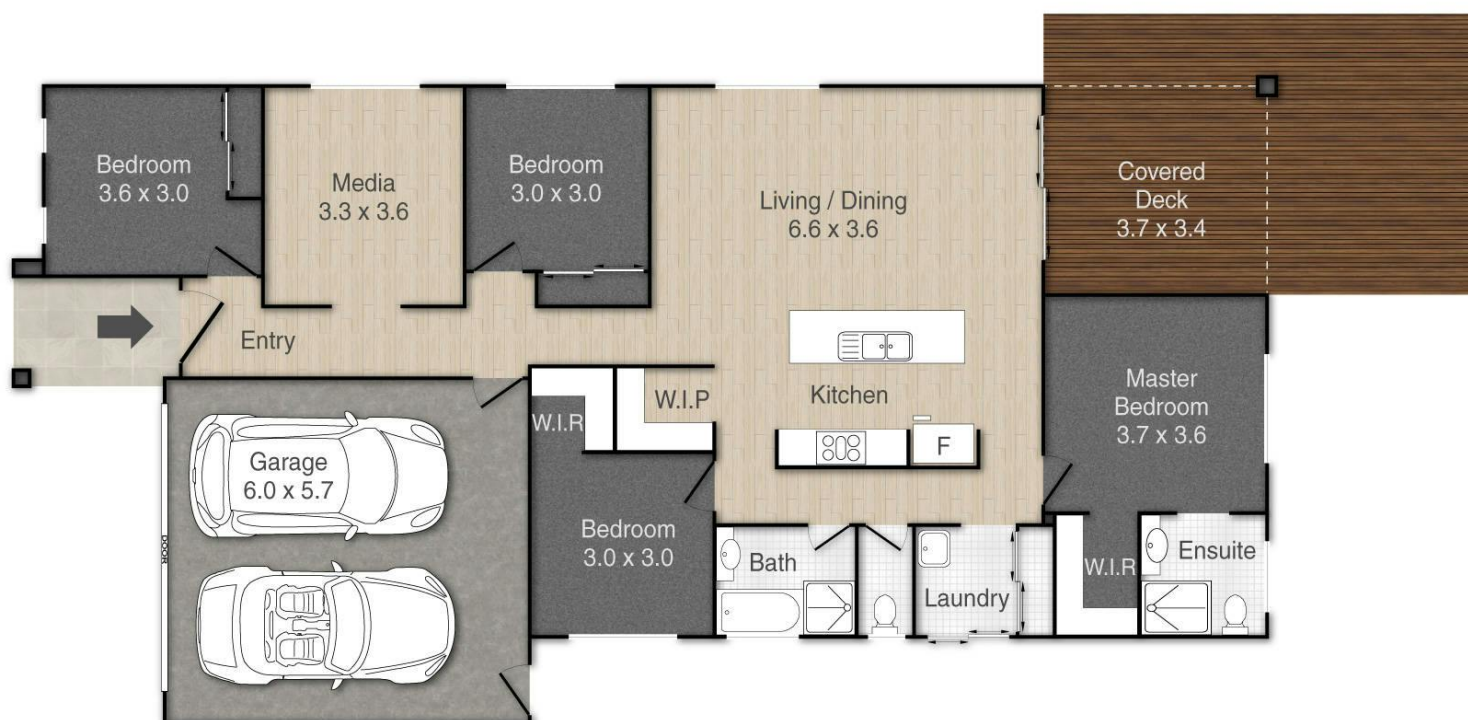 Bedroom
3.6 x 3.0
Media
3.3 x 3.6
Bedroom
3.0 x 3.0
Living / Dining
6.6 x 3.6
Covered
Deck
3.7 x 3.4
Entry
Kitchen
Master
Bedroom
3.7 x 3.6
W.I.R
W.I.P
F
Garage
6.0 x 5.7
DOOR
Bedroom
3.0 x 3.0
Bath
Laundry
W.I.R
Ensuite